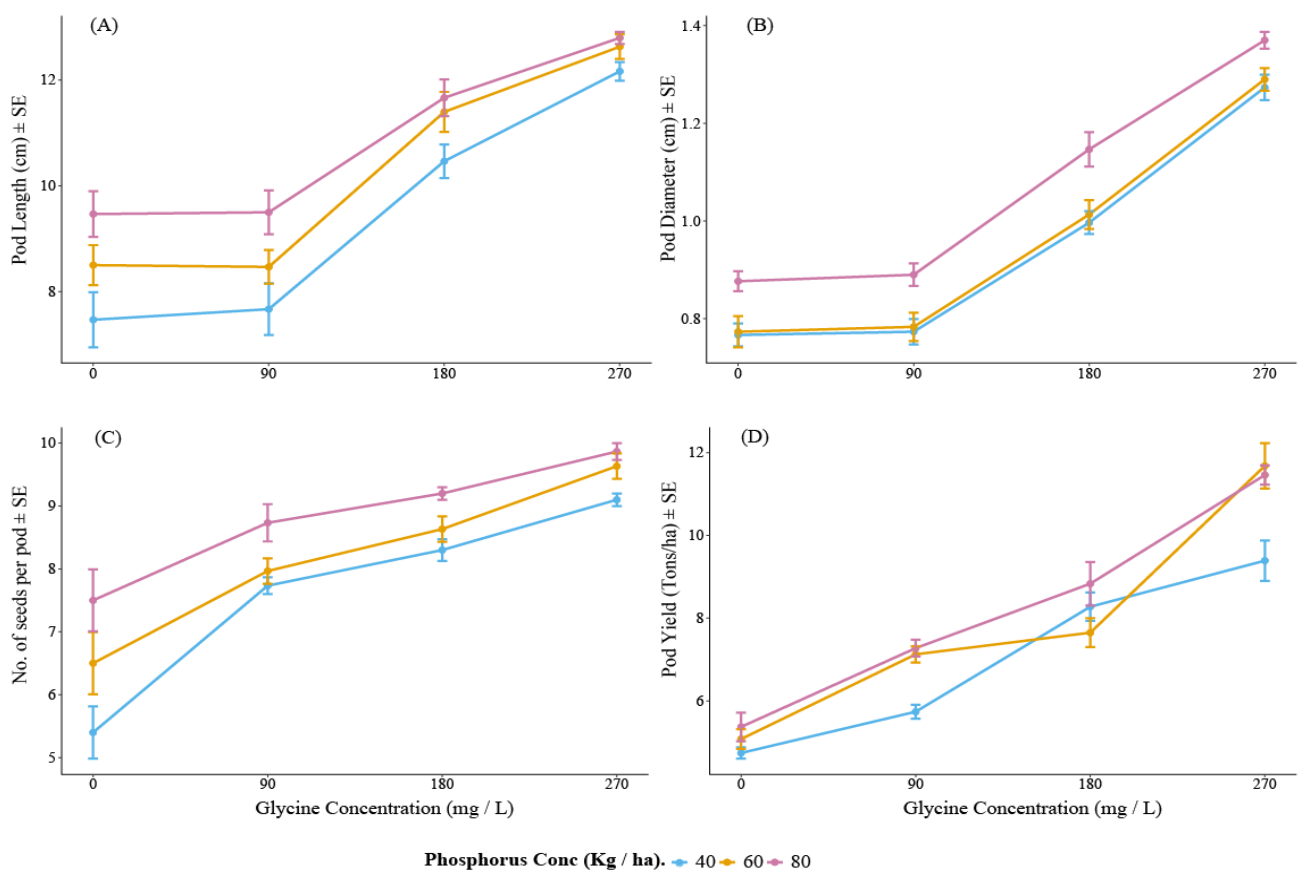 (A)
Pod Length (cm) ± SE
12
10
8
0 90 180 270
(B)
Pod Diameter (cm) ± SE
1.4
1.2
1.0
0.8
0 90 180 270
(C)
No. of seeds per pod ± SE
10
9
8
7
6
5
0 90 180 270
Glycine Concentration (mg / L)
(D)
Pod Yield (Tons/ha) ± SE
12
10
8
6
0 90 180 270
Glycine Concentration (mg / L)
Phosphorus Conc (Kg / ha). 40 60 80